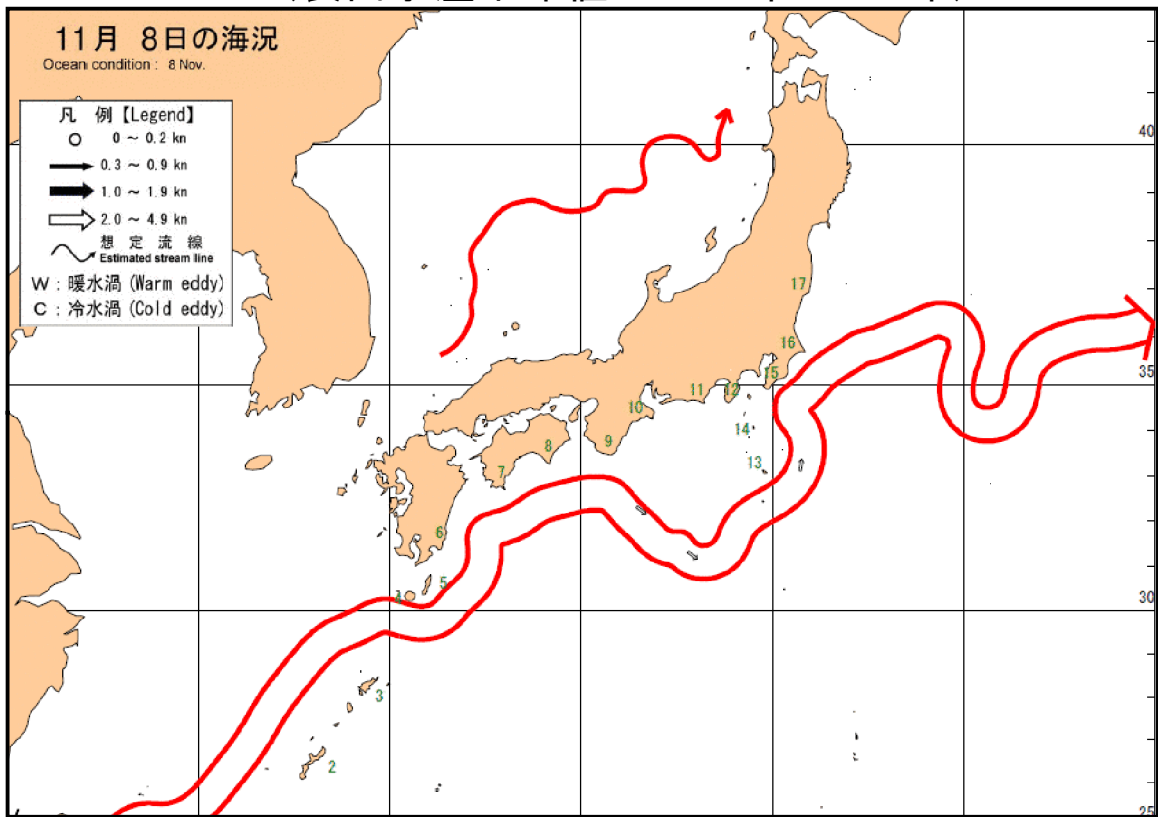 11月 8日の海況
Ocean condition : 8 Nov.
凡 例【Legend】
0 ～ 0.2 kn
0.3 ～ 0.9 kn
1.0 ～ 1.9 kn
2.0 ～ 4.9 kn
想 定 流 線
Estimated stream line
W : 暖水渦 (Warm eddy)
C : 冷水渦 (Cold eddy)
40
17
16
35
15
12
11
10
14
9
8
13
7
6
5
4
30
3
2
25